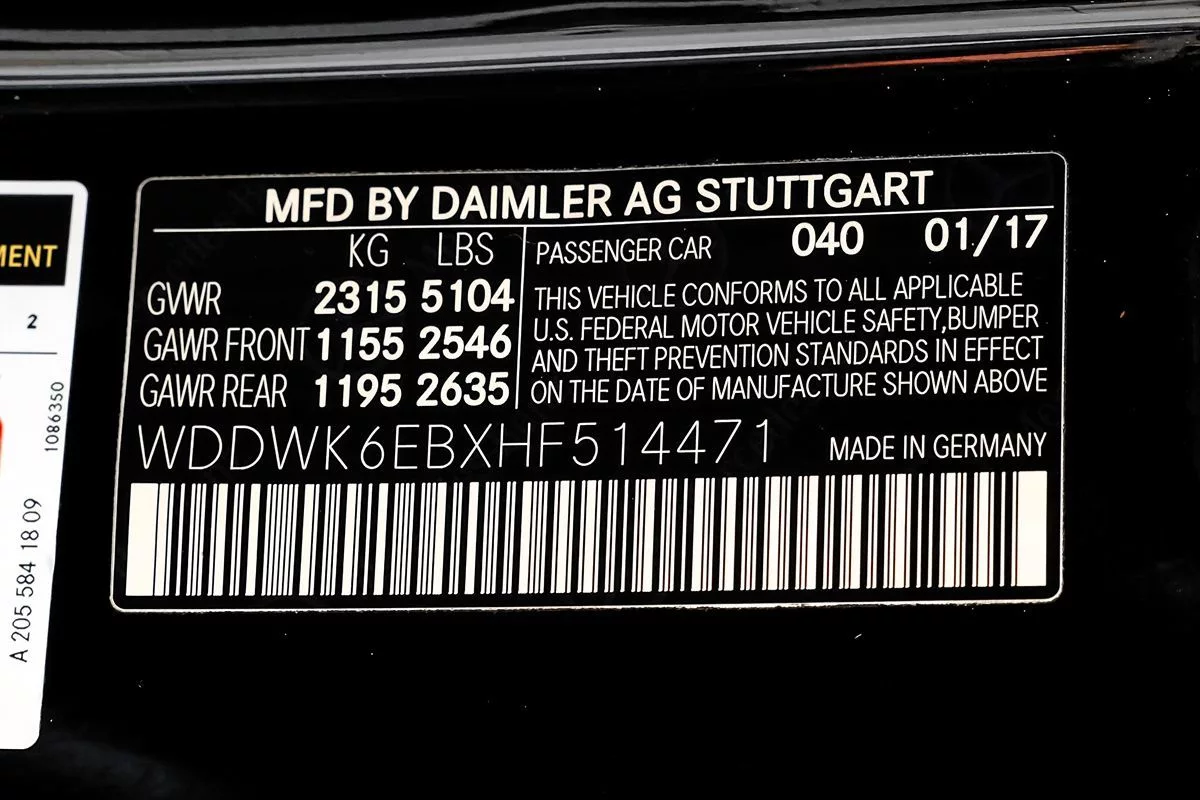 MFD BY DAIMLER AG STUTTGART
KG LBS
GVWR 2315 5104
GAWR FRONT 1155 2546
GAWR REAR 1195 2635
PASSENGER CAR 040 01/17
THIS VEHICLE CONFORMS TO ALL APPLICABLE
U.S. FEDERAL MOTOR VEHICLE SAFETY,BUMPER
AND THEFT PREVENTION STANDARDS IN EFFECT
ON THE DATE OF MANUFACTURE SHOWN ABOVE
WDDWK6EBXHF514471 MADE IN GERMANY
MENT
2
1086350
A 205 584 18 09